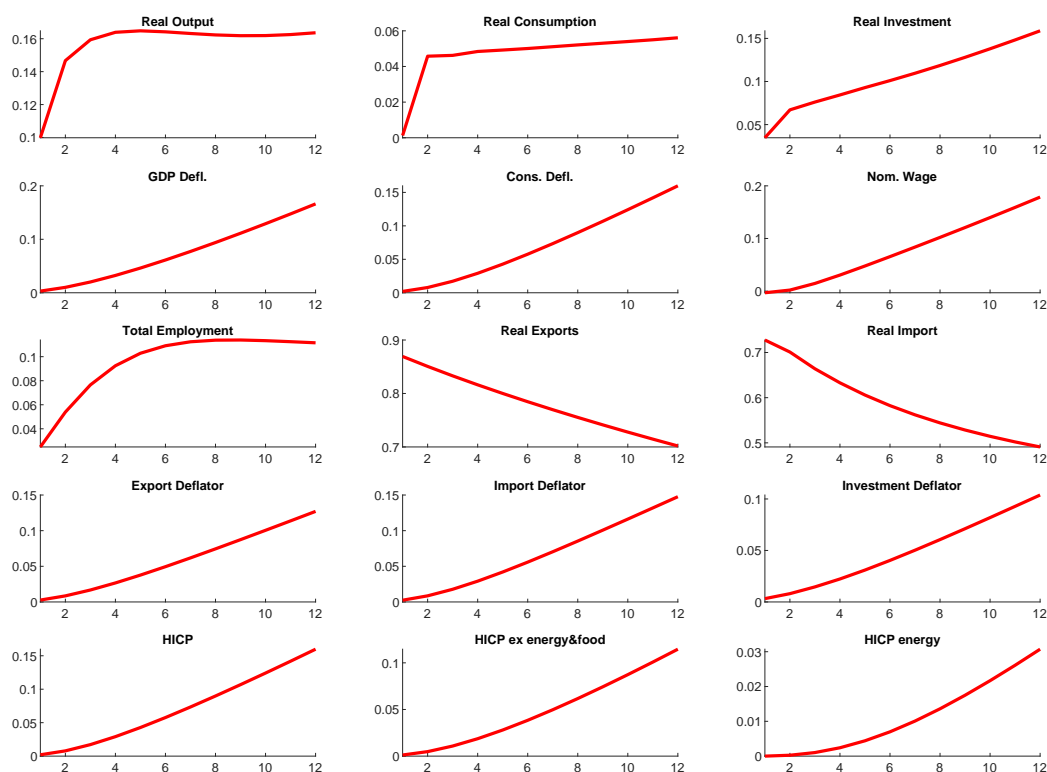 Real Output
0.16
0.14
0.12
0.1
2 4 6 8 10 12
Real Consumption
0.06
0.04
0.02
0
2 4 6 8 10 12
Real Investment
0.15
0.1
0.05
2 4 6 8 10 12
GDP Defl.
0.2
0.1
0
2 4 6 8 10 12
Cons. Defl.
0.15
0.1
0.05
0
2 4 6 8 10 12
Nom. Wage
0.2
0.1
0
2 4 6 8 10 12
Total Employment
0.1
0.08
0.06
0.04
2 4 6 8 10 12
Real Exports
0.9
0.8
0.7
2 4 6 8 10 12
Real Import
0.7
0.6
0.5
2 4 6 8 10 12
Export Deflator
0.15
0.1
0.05
0
2 4 6 8 10 12
Import Deflator
0.15
0.1
0.05
0
2 4 6 8 10 12
Investment Deflator
0.1
0.05
0
2 4 6 8 10 12
HICP
0.15
0.1
0.05
0
2 4 6 8 10 12
HICP ex energy&food
0.1
0.05
0
2 4 6 8 10 12
HICP energy
0.03
0.02
0.01
0
2 4 6 8 10 12